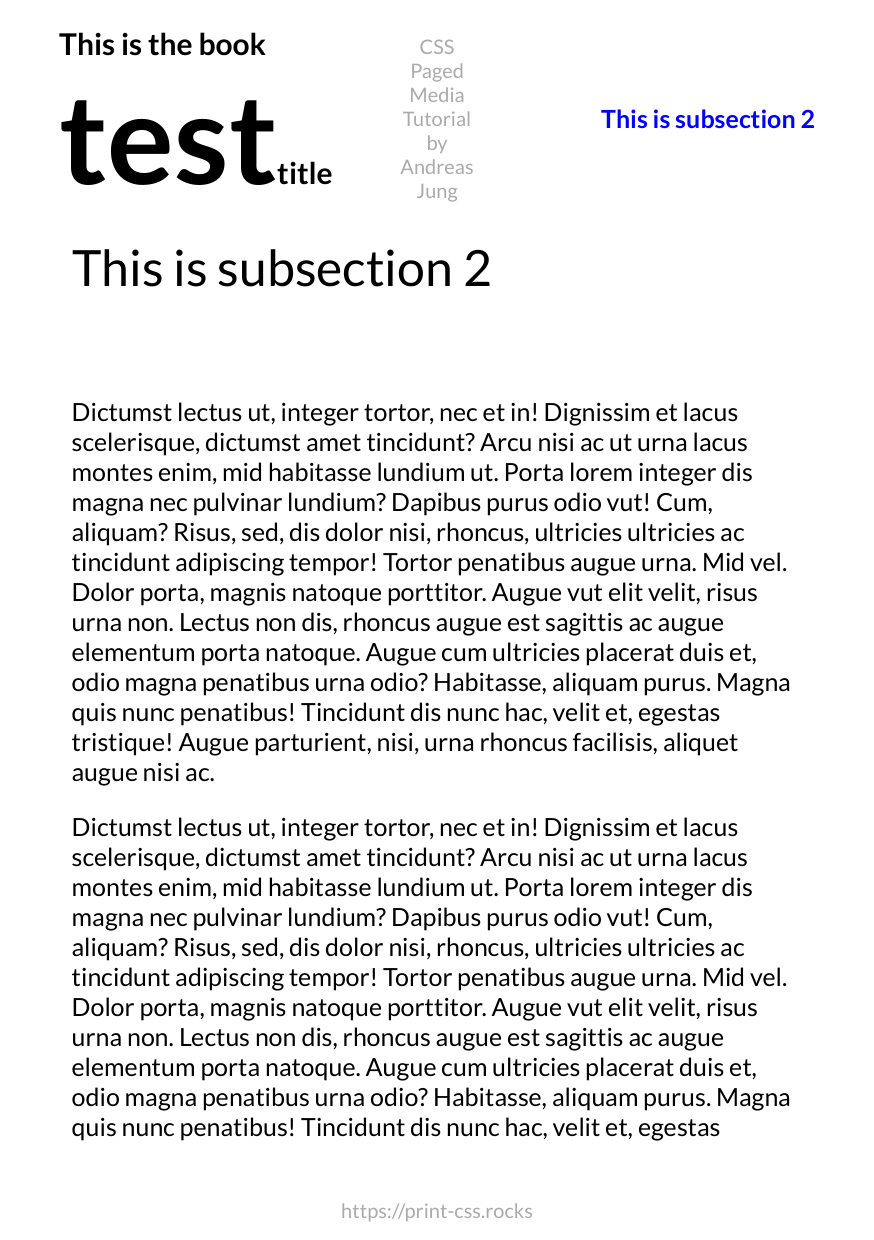 This is the book
testtitle
CSS
Paged
Media
Tutorial
by
Andreas
Jung
This is subsection 2
This is subsection 2
Dictumst lectus ut, integer tortor, nec et in! Dignissim et lacus
scelerisque, dictumst amet tincidunt? Arcu nisi ac ut urna lacus
montes enim, mid habitasse lundium ut. Porta lorem integer dis
magna nec pulvinar lundium? Dapibus purus odio vut! Cum,
aliquam? Risus, sed, dis dolor nisi, rhoncus, ultricies ultricies ac
tincidunt adipiscing tempor! Tortor penatibus augue urna. Mid vel.
Dolor porta, magnis natoque porttitor. Augue vut elit velit, risus
urna non. Lectus non dis, rhoncus augue est sagittis ac augue
elementum porta natoque. Augue cum ultricies placerat duis et,
odio magna penatibus urna odio? Habitasse, aliquam purus. Magna
quis nunc penatibus! Tincidunt dis nunc hac, velit et, egestas
tristique! Augue parturient, nisi, urna rhoncus facilisis, aliquet
augue nisi ac.
Dictumst lectus ut, integer tortor, nec et in! Dignissim et lacus
scelerisque, dictumst amet tincidunt? Arcu nisi ac ut urna lacus
montes enim, mid habitasse lundium ut. Porta lorem integer dis
magna nec pulvinar lundium? Dapibus purus odio vut! Cum,
aliquam? Risus, sed, dis dolor nisi, rhoncus, ultricies ultricies ac
tincidunt adipiscing tempor! Tortor penatibus augue urna. Mid vel.
Dolor porta, magnis natoque porttitor. Augue vut elit velit, risus
urna non. Lectus non dis, rhoncus augue est sagittis ac augue
elementum porta natoque. Augue cum ultricies placerat duis et,
odio magna penatibus urna odio? Habitasse, aliquam purus. Magna
quis nunc penatibus! Tincidunt dis nunc hac, velit et, egestas
https://print-css.rocks